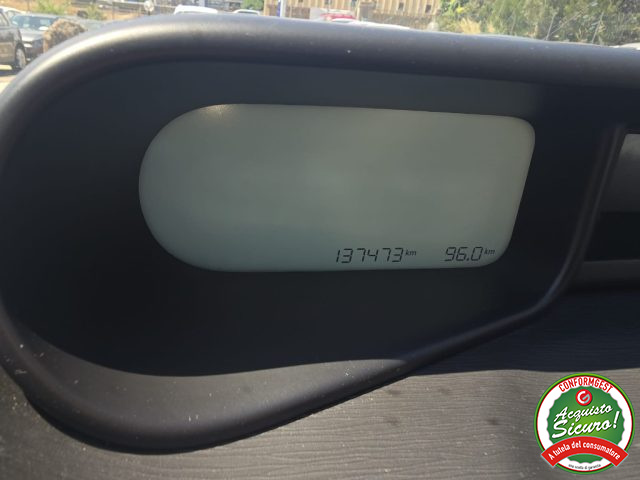 137473 km 96.0 km
CONFORMGEST
Acquisto
Sicuro!
A tutela del consumatore